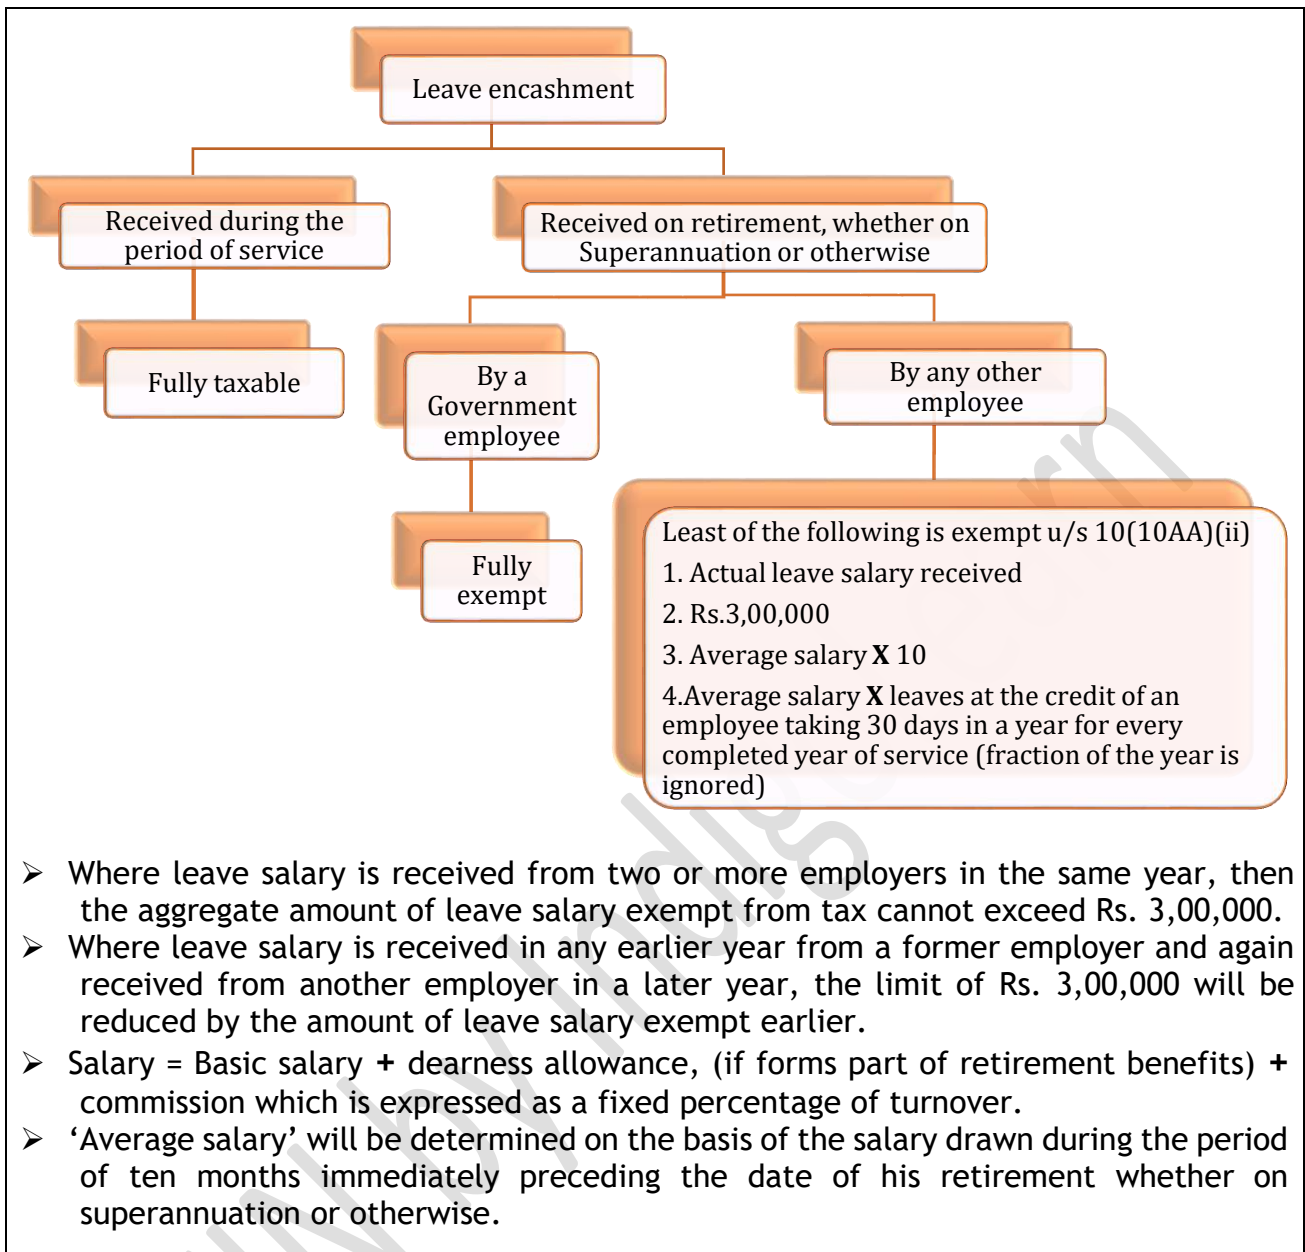 Leave encashment
Received during the
period of service
Received on retirement, whether on
Superannuation or otherwise
Fully taxable
By a
Government
employee
By any other
employee
Fully
exempt
Least of the following is exempt u/s 10(10AA)(ii)
1. Actual leave salary received
2. Rs.3,00,000
3. Average salary X 10
4.Average salary X leaves at the credit of an
employee taking 30 days in a year for every
completed year of service (fraction of the year is
ignored)
➢ Where leave salary is received from two or more employers in the same year, then
the aggregate amount of leave salary exempt from tax cannot exceed Rs. 3,00,000.
➢ Where leave salary is received in any earlier year from a former employer and again
received from another employer in a later year, the limit of Rs. 3,00,000 will be
reduced by the amount of leave salary exempt earlier.
➢ Salary = Basic salary + dearness allowance, (if forms part of retirement benefits) +
commission which is expressed as a fixed percentage of turnover.
➢ ‘Average salary’ will be determined on the basis of the salary drawn during the period
of ten months immediately preceding the date of his retirement whether on
superannuation or otherwise.